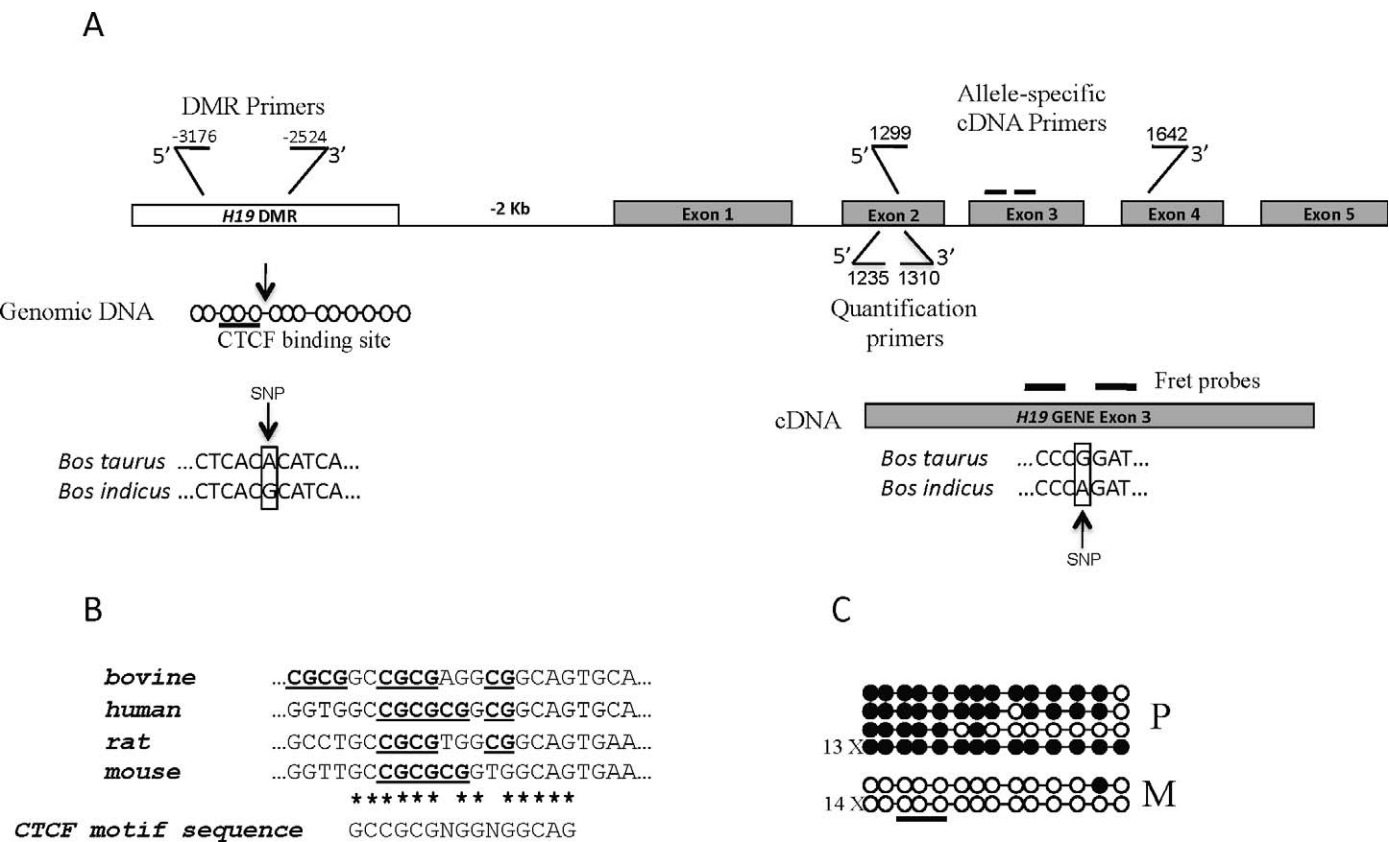 A
DMR Primers
-3176 -2524
5’ 3’
Allele-specific
cDNA Primers
1299 1642
5’ 3’
H19 DMR -2 Kb Exon 1 Exon 2 Exon 3 Exon 4 Exon 5
5’ 3’
1235 1310
Quantification
primers
Genomic DNA
CTCF binding site
SNP
Bos taurus ...CTCACACATCA...
Bos indicus ...CTCACGCATCA...
Fret probes
cDNA H19 GENE Exon 3
Bos taurus ...CCCGGAT...
Bos indicus ...CCCAGAT...
SNP
B
bovine ...CGCGGCCGCGAGGCGGCAGTGCA...
human ...GGTGGCCGCGCGGCGGCAGTGCA...
rat ...GCCTGCCGCGTGGCGGCAGTGAA...
mouse ...GGTTGCCGCGCGGTGGCAGTGAA...
****** ** *****
CTCF motif sequence GCCGCGNGGNGGCAG
C
P
13 X
M
14 X